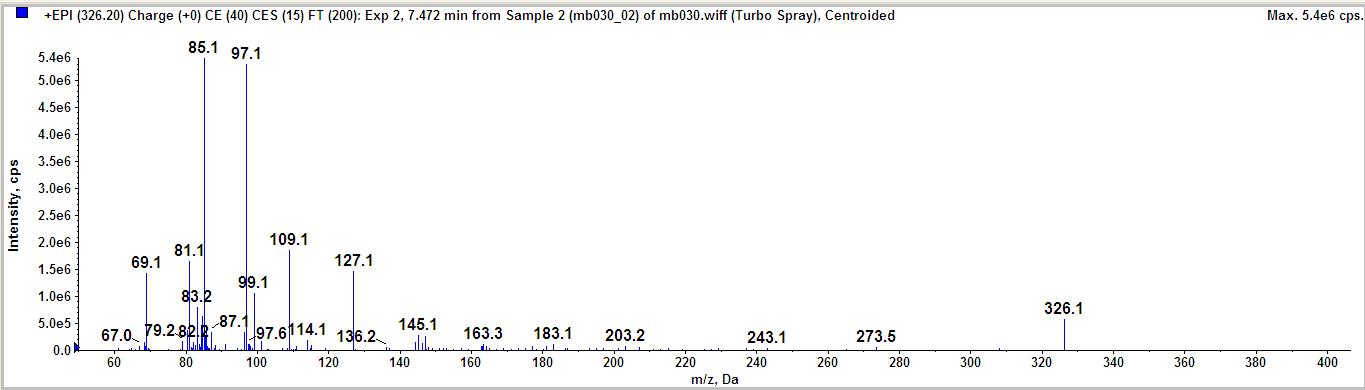 +EPI (326.20) Charge (+0) CE (40) CES (15) FT (200): Exp 2, 7.472 min from Sample 2 (mb030_02) of mb030.wiff (Turbo Spray), Centroided
Max. 5.4e6 cps.
Intensity, cps
5.4e6
5.0e6
4.5e6
4.0e6
3.5e6
3.0e6
2.5e6
2.0e6
1.5e6
1.0e6
5.0e5
0.0
85.1
97.1
109.1
81.1
69.1
127.1
99.1
83.2
326.1
87.1
145.1
67.0
79.2
82.2
97.6
114.1
136.2
163.3
183.1
203.2
243.1
273.5
60
80
100
120
140
160
180
200
220
240
260
280
300
320
340
360
380
400
m/z, Da